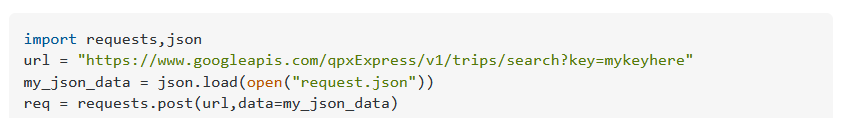 import requests,json
url = "https://www.googleapis.com/qpxExpress/v1/trips/search?key=mykeyhere"
my_json_data = json.load(open("request.json"))
req = requests.post(url,data=my_json_data)